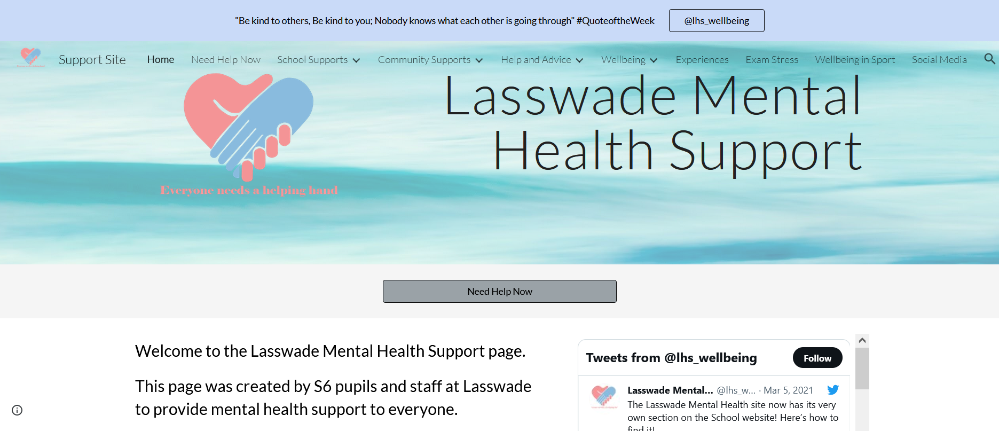 "Be kind to others, Be kind to you; Nobody knows what each other is going through" #QuoteoftheWeek
@lhs_wellbeing
Support Site
Home
Need Help Now
School Supports
Community Supports
Help and Advice
Wellbeing
Experiences
Exam Stress
Wellbeing in Sport
Social Media
Everyone needs a helping hand
Lasswade Mental
Health Support
Need Help Now
Welcome to the Lasswade Mental Health Support page.
This page was created by S6 pupils and staff at Lasswade
to provide mental health support to everyone.
Tweets from @lhs_wellbeing
Follow
Lasswade Mental... @lhs_w... · Mar 5, 2021
The Lasswade Mental Health site now has its very
own section on the School website! Here's how to
find it!